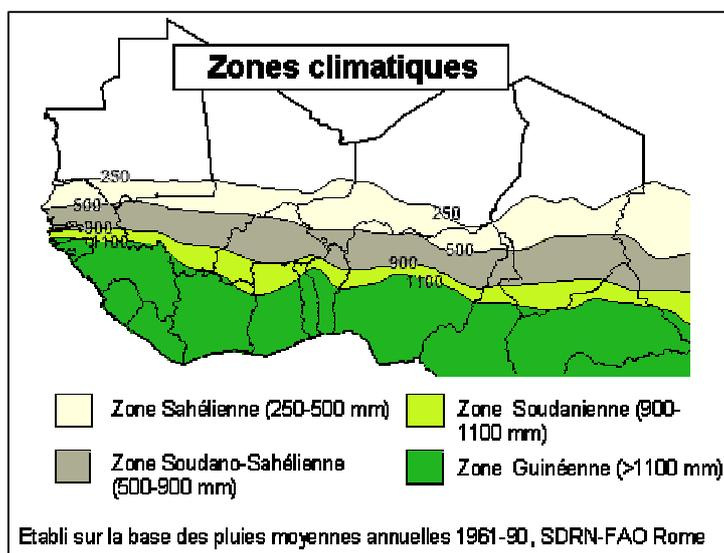 Zones climatiques
250
500
900
1100
250
500
900
1100
Zone Sahélienne (250-500 mm)
Zone Soudano-Sahélienne
(500-900 mm)
Zone Soudanienne (900-
1100 mm)
Zone Guinéenne (>1100 mm)
Etabli sur la base des pluies moyennes annuelles 1961-90, SDRN-FAO Rome